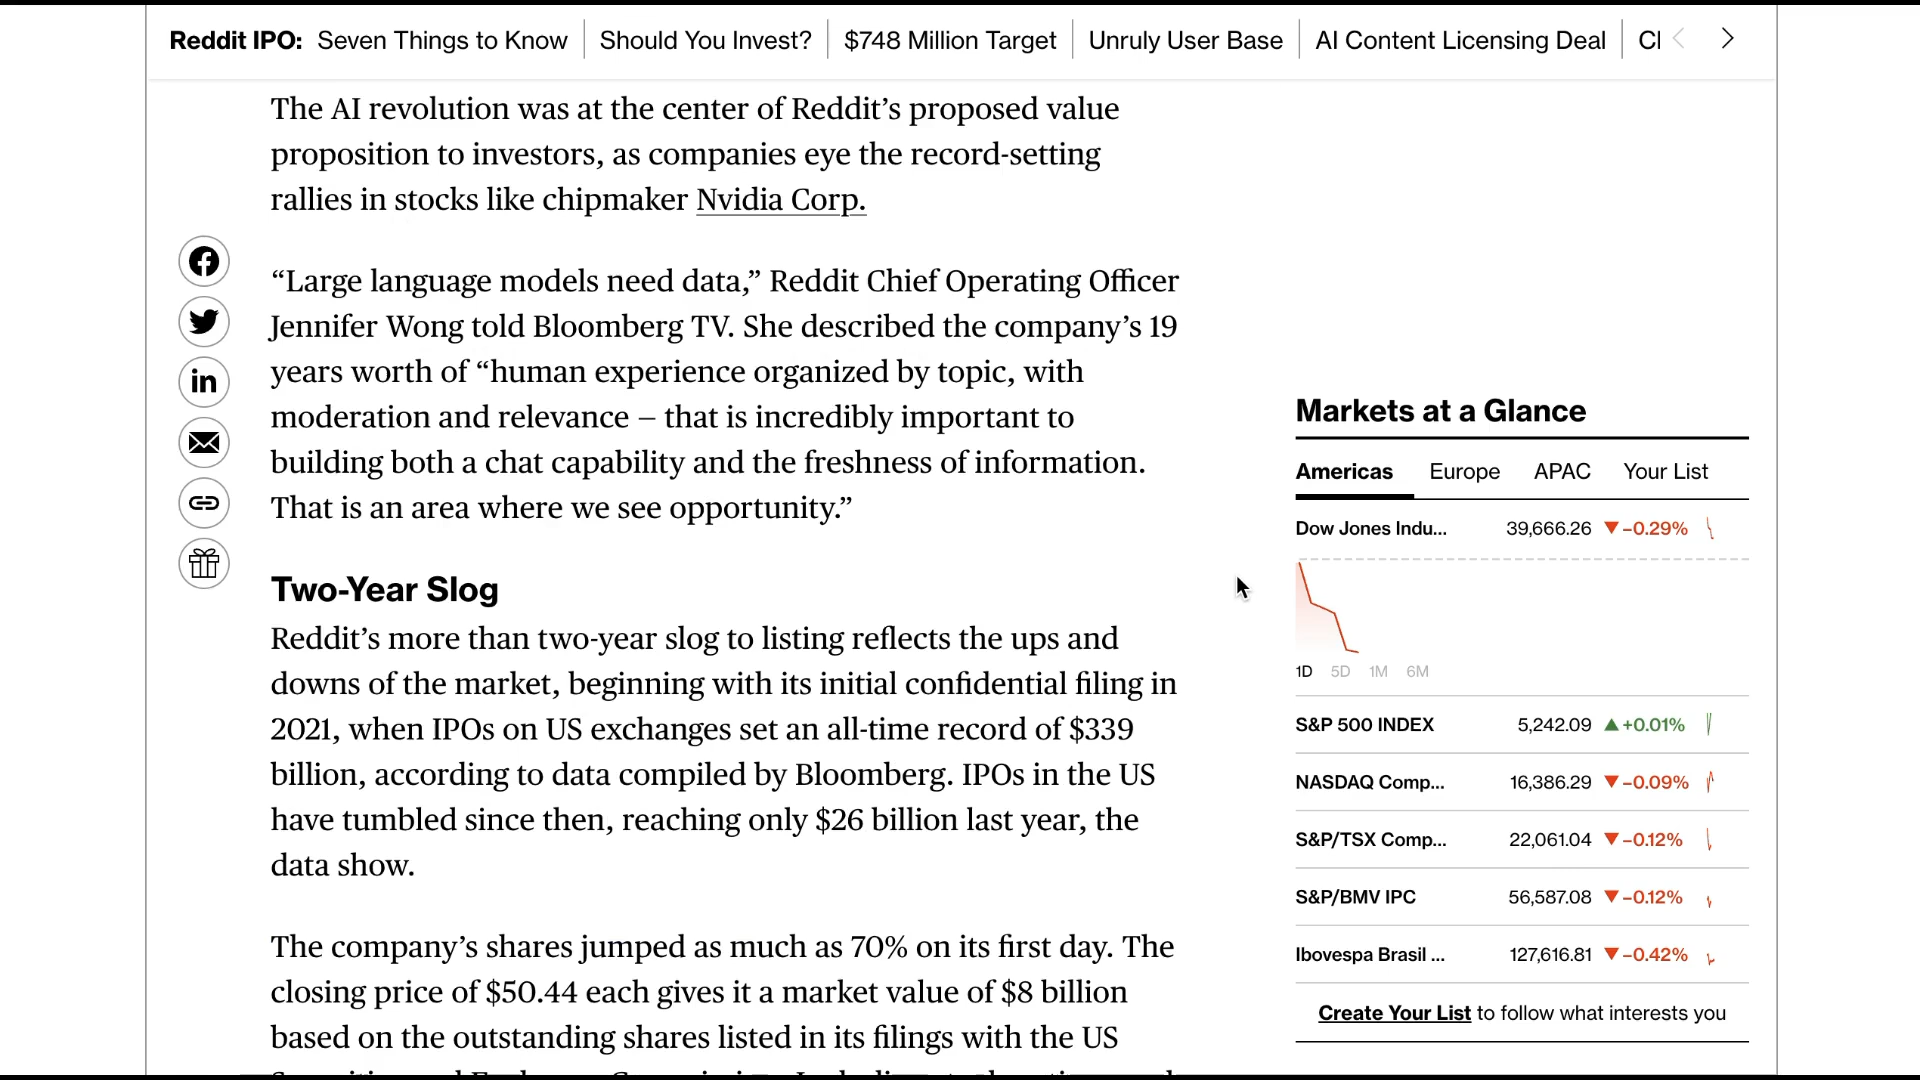 Reddit IPO: Seven Things to Know Should You Invest? $748 Million Target Unruly User Base AI Content Licensing Deal
The AI revolution was at the center of Reddit’s proposed value
proposition to investors, as companies eye the record-setting
rallies in stocks like chipmaker Nvidia Corp.
“Large language models need data,” Reddit Chief Operating Officer
Jennifer Wong told Bloomberg TV. She described the company’s 19
years worth of “human experience organized by topic, with
moderation and relevance — that is incredibly important to
building both a chat capability and the freshness of information.
That is an area where we see opportunity.”
Two-Year Slog
Reddit’s more than two-year slog to listing reflects the ups and
downs of the market, beginning with its initial confidential filing in
2021, when IPOs on US exchanges set an all-time record of $339
billion, according to data compiled by Bloomberg. IPOs in the US
have tumbled since then, reaching only $26 billion last year, the
data show.
The company’s shares jumped as much as 70% on its first day. The
closing price of $50.44 each gives it a market value of $8 billion
based on the outstanding shares listed in its filings with the US
Markets at a Glance
Americas Europe APAC Your List
Dow Jones Indu... 39,666.26 ▼ -0.29%
1D 5D 1M 6M
S&P 500 INDEX 5,242.09 ▲ +0.01%
NASDAQ Comp... 16,386.29 ▼ -0.09%
S&P/TSX Comp... 22,061.04 ▼ -0.12%
S&P/BMV IPC 56,587.08 ▼ -0.12%
Ibovespa Brasil ... 127,616.81 ▼ -0.42%
Create Your List to follow what interests you